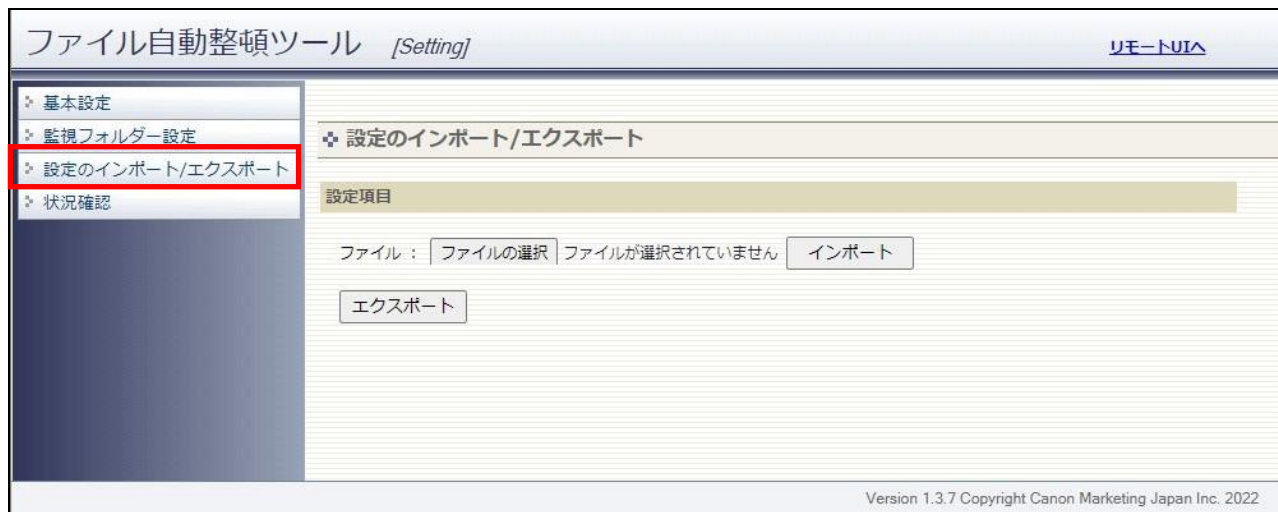 ファイル自動整頓ツール [Setting] リモートUIへ
基本設定
監視フォルダー設定
設定のインポート/エクスポート
状況確認
設定のインポート/エクスポート
設定項目
ファイル : ファイルの選択 ファイルが選択されていません インポート
エクスポート
Version 1.3.7 Copyright Canon Marketing Japan Inc. 2022